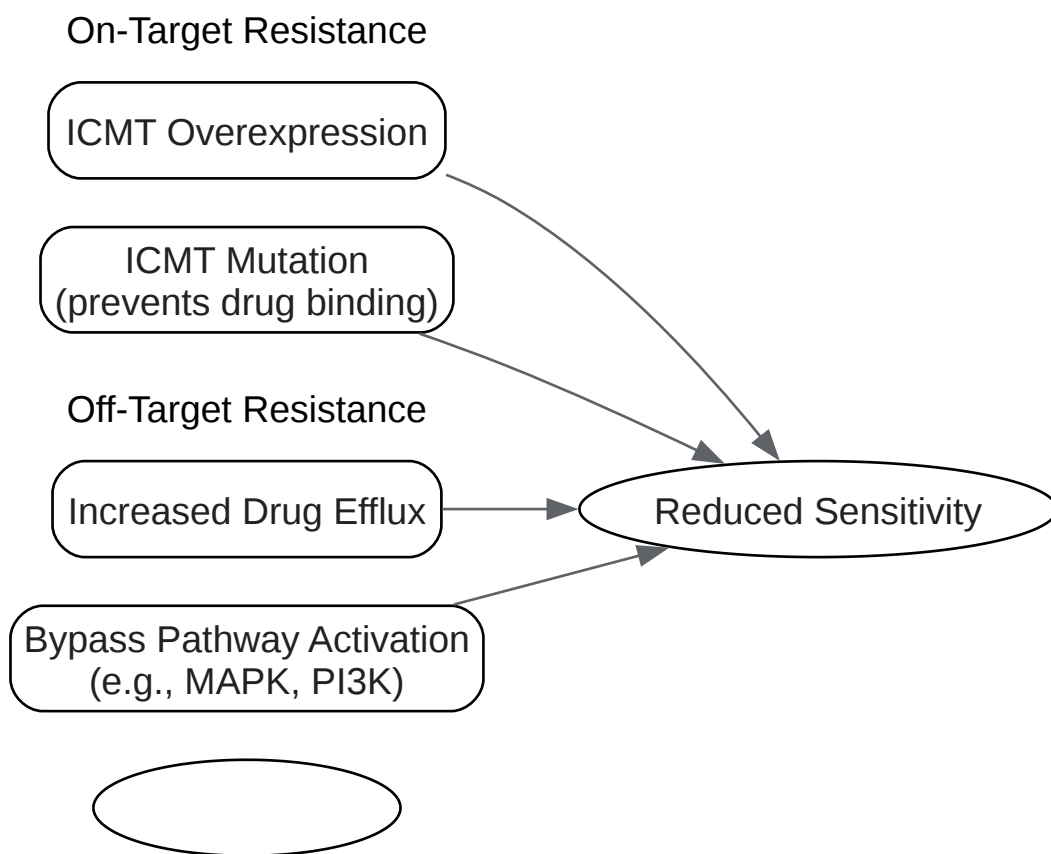 On-Target Resistance
ICMT Overexpression
ICMT Mutation
(prevents drug binding)
Off-Target Resistance
Increased Drug Efflux
Reduced Sensitivity
Bypass Pathway Activation
(e.g., MAPK, PI3K)